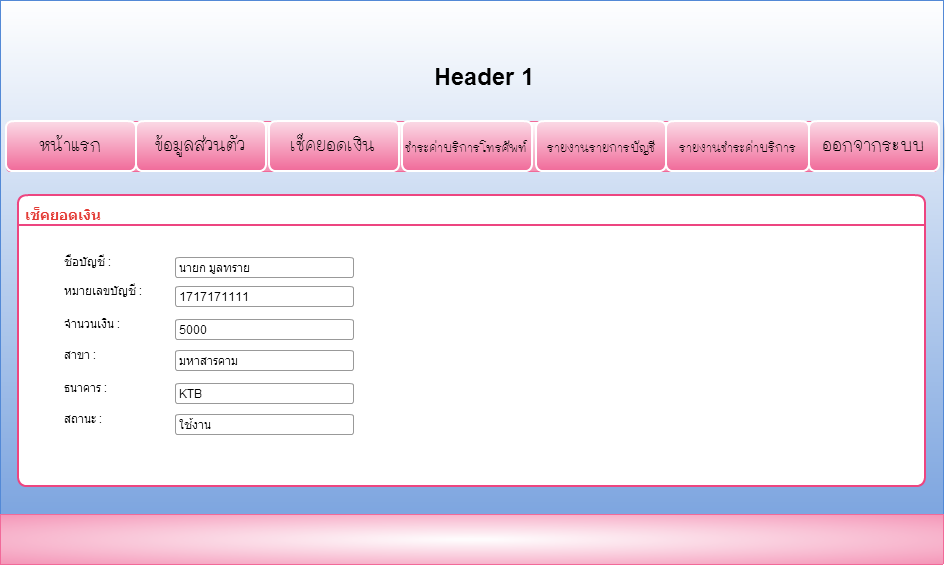 Header 1
หน้าแรก ข้อมูลส่วนตัว เช็คยอดเงิน ชำระค่าบริการโทรศัพท์ รายงานรายการบัญชี รายงานชำระค่าบริการ ออกจากระบบ
เช็คยอดเงิน
ชื่อบัญชี : นายก มูลทราย
หมายเลขบัญชี : 1717171111
จำนวนเงิน : 5000
สาขา : มหาสารคาม
ธนาคาร : KTB
สถานะ : ใช้งาน